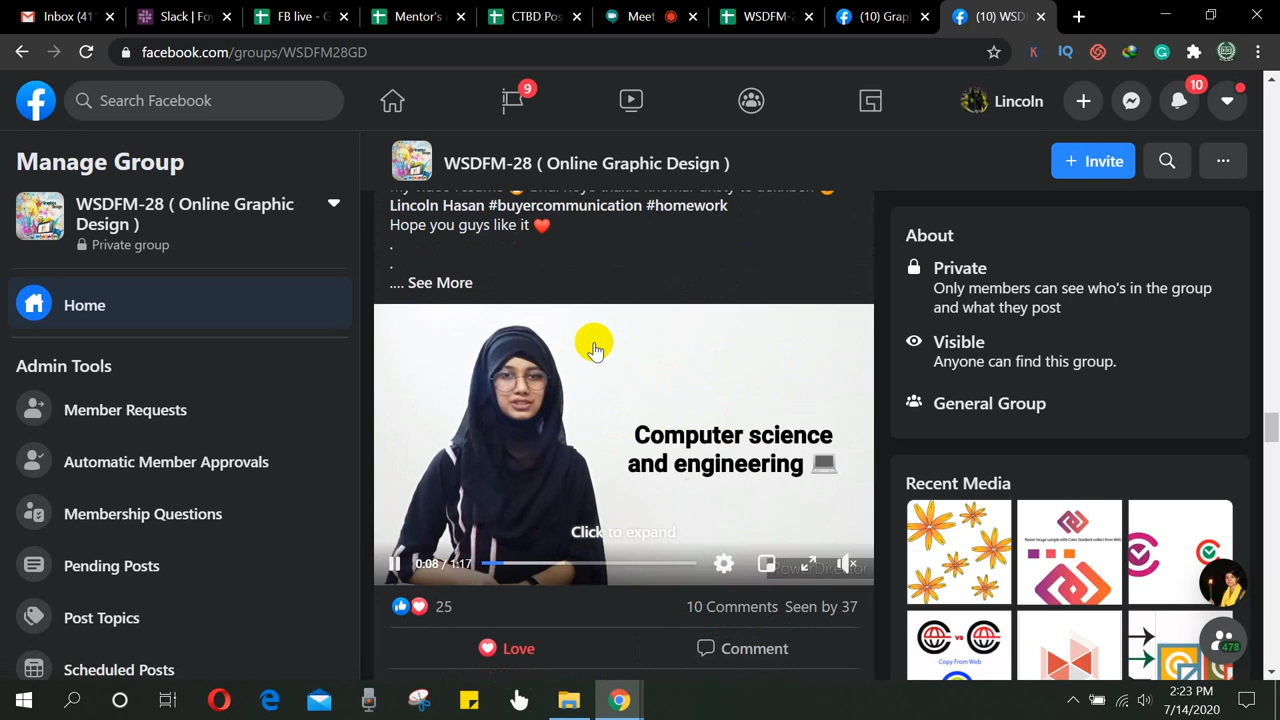 Inbox (41
Slack | Fo
FB live - G
Mentor's
CTBD Pos
Meet
WSDFM-2
(10) Grap
(10) WSD
facebook.com/groups/WSDFM28GD
Search Facebook
9
Lincoln
10
Manage Group
WSDFM-28 ( Online Graphic
Design )
Private group
Home
Admin Tools
Member Requests
Automatic Member Approvals
Membership Questions
Pending Posts
Post Topics
Scheduled Posts
WSDFM-28 ( Online Graphic Design )
+ Invite
Lincoln Hasan #buyercommunication #homework
Hope you guys like it ❤️
.
.
.... See More
Computer science
and engineering 💻
Click to expand
0:08 / 1:17
PowerDirector
25
10 Comments Seen by 37
Love
Comment
About
Private
Only members can see who's in the group
and what they post
Visible
Anyone can find this group.
General Group
Recent Media
Copy From Web
478
2:23 PM
7/14/2020